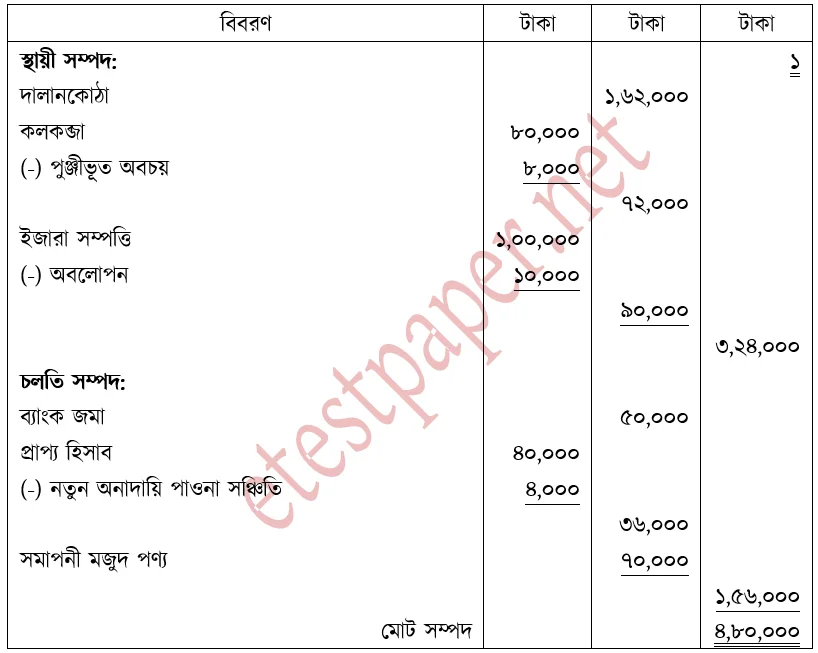 বিবরণ টাকা টাকা টাকা
স্থায়ী সম্পদ: ১
দালানকোঠা ১,৬২,০০০
কলকব্জা ৮০,০০০
(-) পুঞ্জীভূত অবচয় ৮,০০০
৭২,০০০
ইজারা সম্পত্তি ১,০০,০০০
(-) অবলোপন ১০,০০০
৯০,০০০
৩,২৪,০০০
চলতি সম্পদ:
ব্যাংক জমা ৫০,০০০
প্রাপ্য হিসাব ৪০,০০০
(-) নতুন অনাদায়ি পাওনা সঞ্চিতি ৪,০০০
৩৬,০০০
সমাপনী মজুদ পণ্য ৭০,০০০
১,৫৬,০০০
মোট সম্পদ ৪,৮০,০০০
etestpaper.net